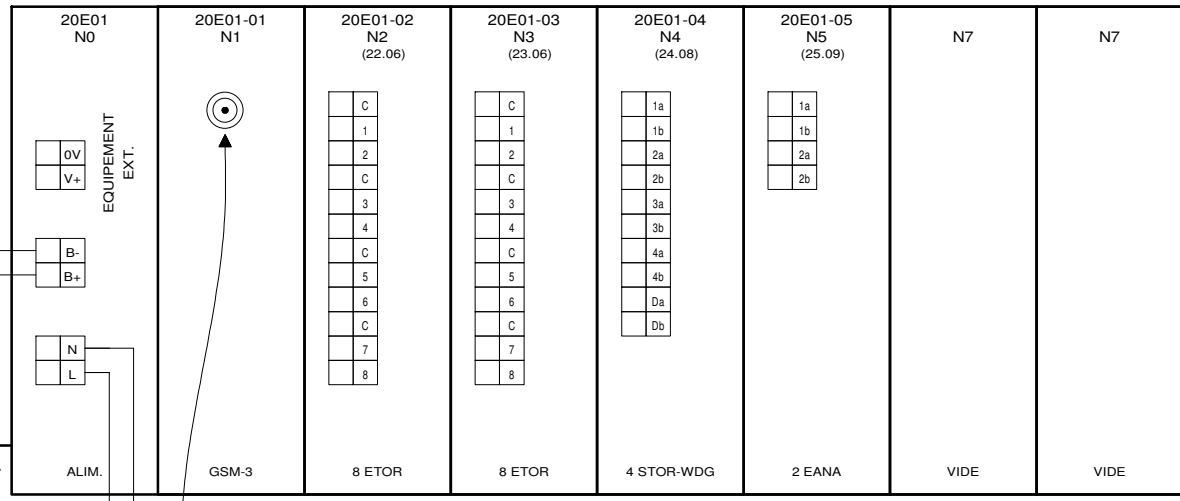 20E01
N0
0V
V+
EQUIPEMENT
EXT.
B-
B+
N
L
ALIM.
20E01-01
N1
GSM-3
20E01-02
N2
(22.06)
C
1
2
C
3
4
C
5
6
C
7
8
8 ETOR
20E01-03
N3
(23.06)
C
1
2
C
3
4
C
5
6
C
7
8
8 ETOR
20E01-04
N4
(24.08)
1a
1b
2a
2b
3a
3b
4a
4b
Da
Db
4 STOR-WDG
20E01-05
N5
(25.09)
1a
1b
2a
2b
2 EANA
N7
VIDE
N7
VIDE